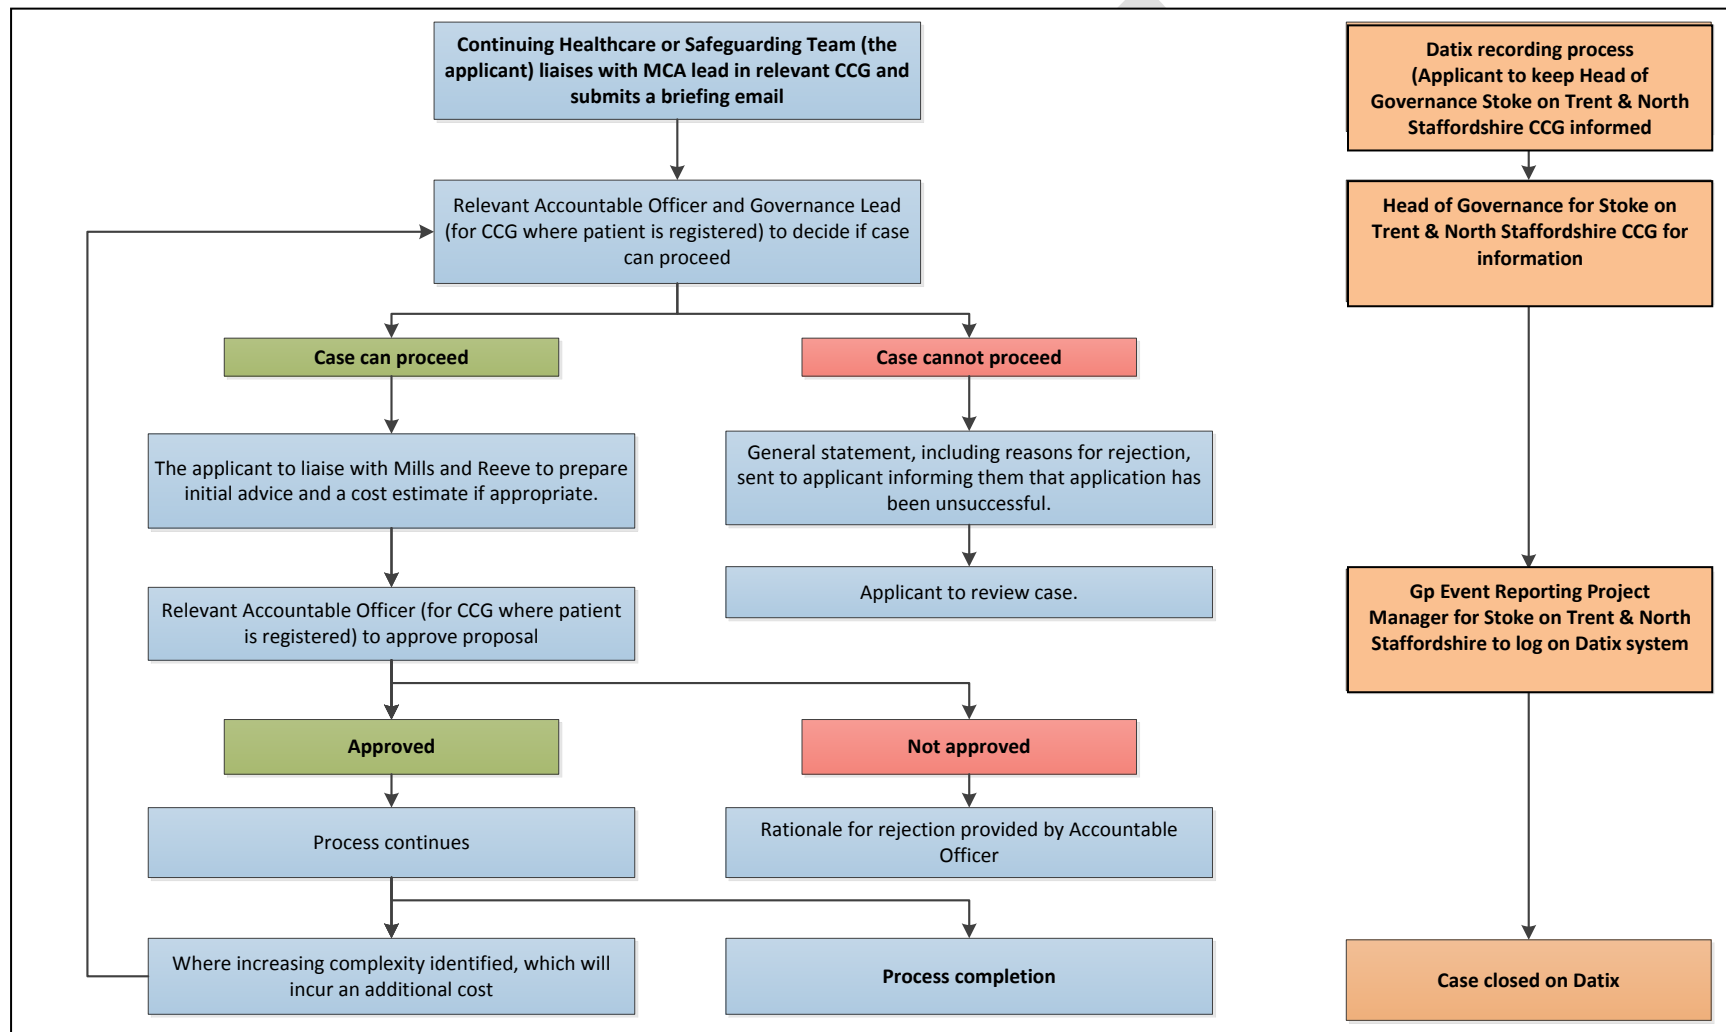 Continuing Healthcare or Safeguarding Team (the
applicant) liaises with MCA lead in relevant CCG and
submits a briefing email
Relevant Accountable Officer and Governance Lead
(for CCG where patient is registered) to decide if case
can proceed
Case can proceed
Case cannot proceed
The applicant to liaise with Mills and Reeve to prepare
initial advice and a cost estimate if appropriate.
General statement, including reasons for rejection,
sent to applicant informing them that application has
been unsuccessful.
Relevant Accountable Officer (for CCG where patient
is registered) to approve proposal
Applicant to review case.
Approved
Not approved
Process continues
Rationale for rejection provided by Accountable
Officer
Where increasing complexity identified, which will
incur an additional cost
Process completion
Datix recording process
(Applicant to keep Head of
Governance Stoke on Trent & North
Staffordshire CCG informed
Head of Governance for Stoke on
Trent & North Staffordshire CCG for
information
Gp Event Reporting Project
Manager for Stoke on Trent & North
Staffordshire to log on Datix system
Case closed on Datix